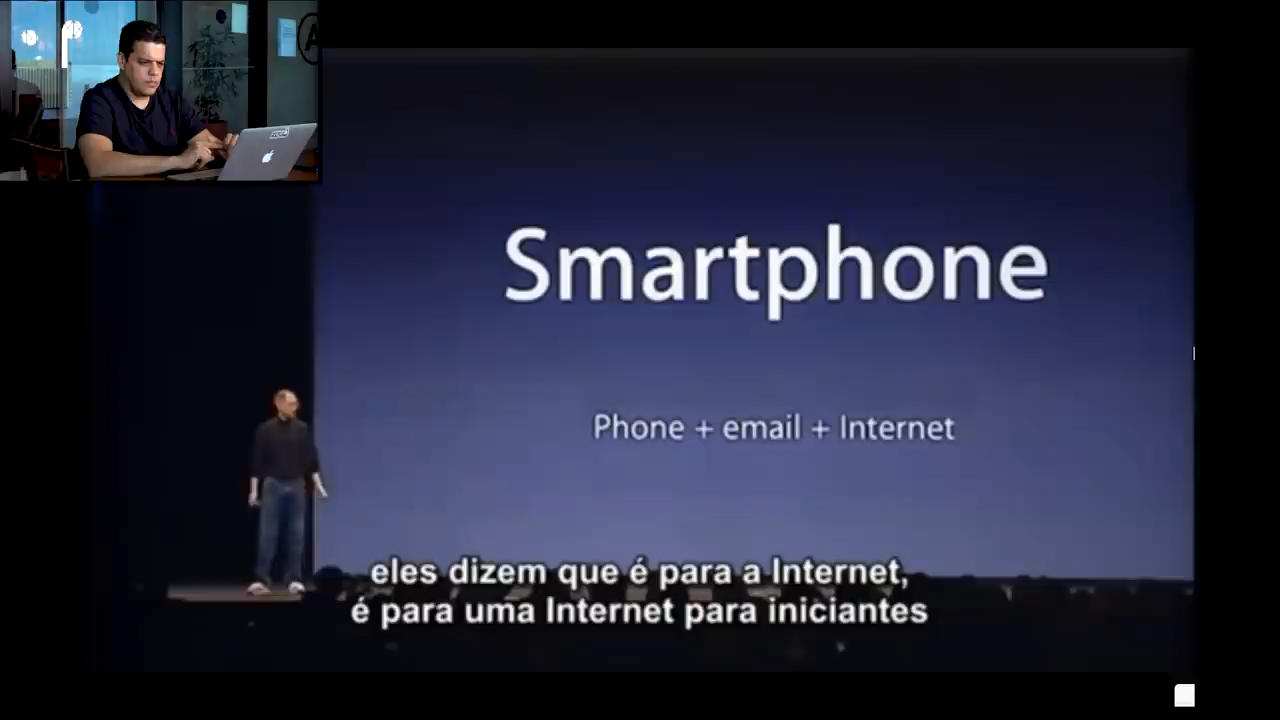 Smartphone
Phone + email + Internet
eles dizem que é para a Internet,
é para uma Internet para iniciantes